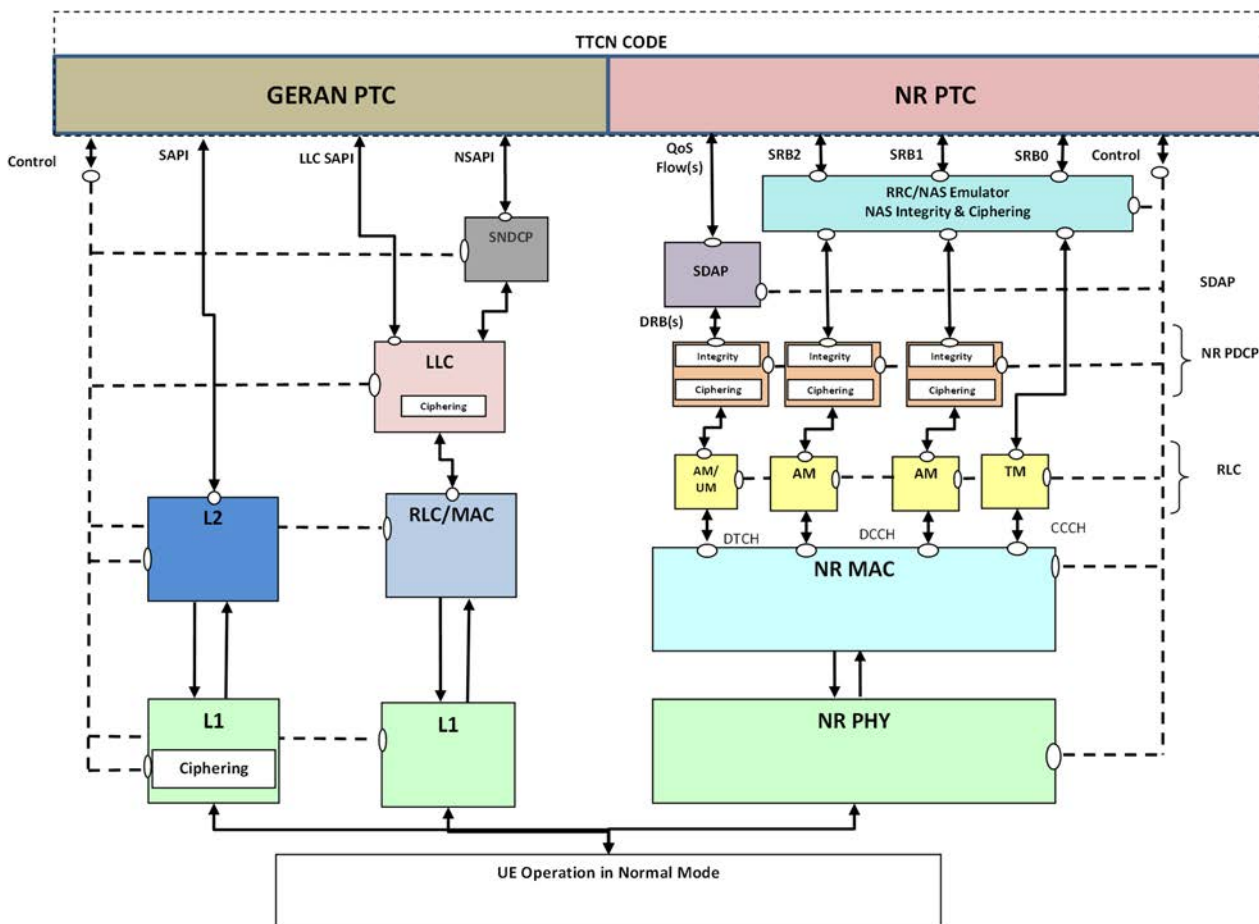 TTCN CODE
GERAN PTC
NR PTC
Control
SAPI
LLC SAPI
NSAPI
QoS
Flow(s)
SRB2
SRB1
SRB0
Control
RRC/NAS Emulator
NAS Integrity & Ciphering
SNDCP
SDAP
SDAP
DRB(s)
LLC
Ciphering
Integrity
Ciphering
Integrity
Ciphering
Integrity
Ciphering
NR PDCP
AM/
UM
AM
AM
TM
RLC
L2
RLC/MAC
DTCH
DCCH
CCCH
NR MAC
L1
Ciphering
L1
NR PHY
UE Operation in Normal Mode